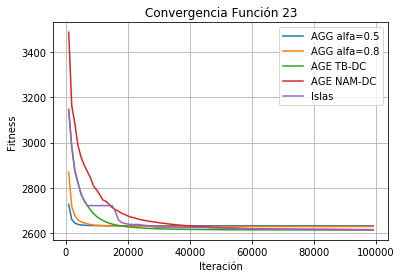 Convergencia Función 23
AGG alfa=0.5
AGG alfa=0.8
AGE TB-DC
AGE NAM-DC
Islas
3400
3200
3000
2800
2600
Fitness
0
20000
40000
60000
80000
100000
Iteración